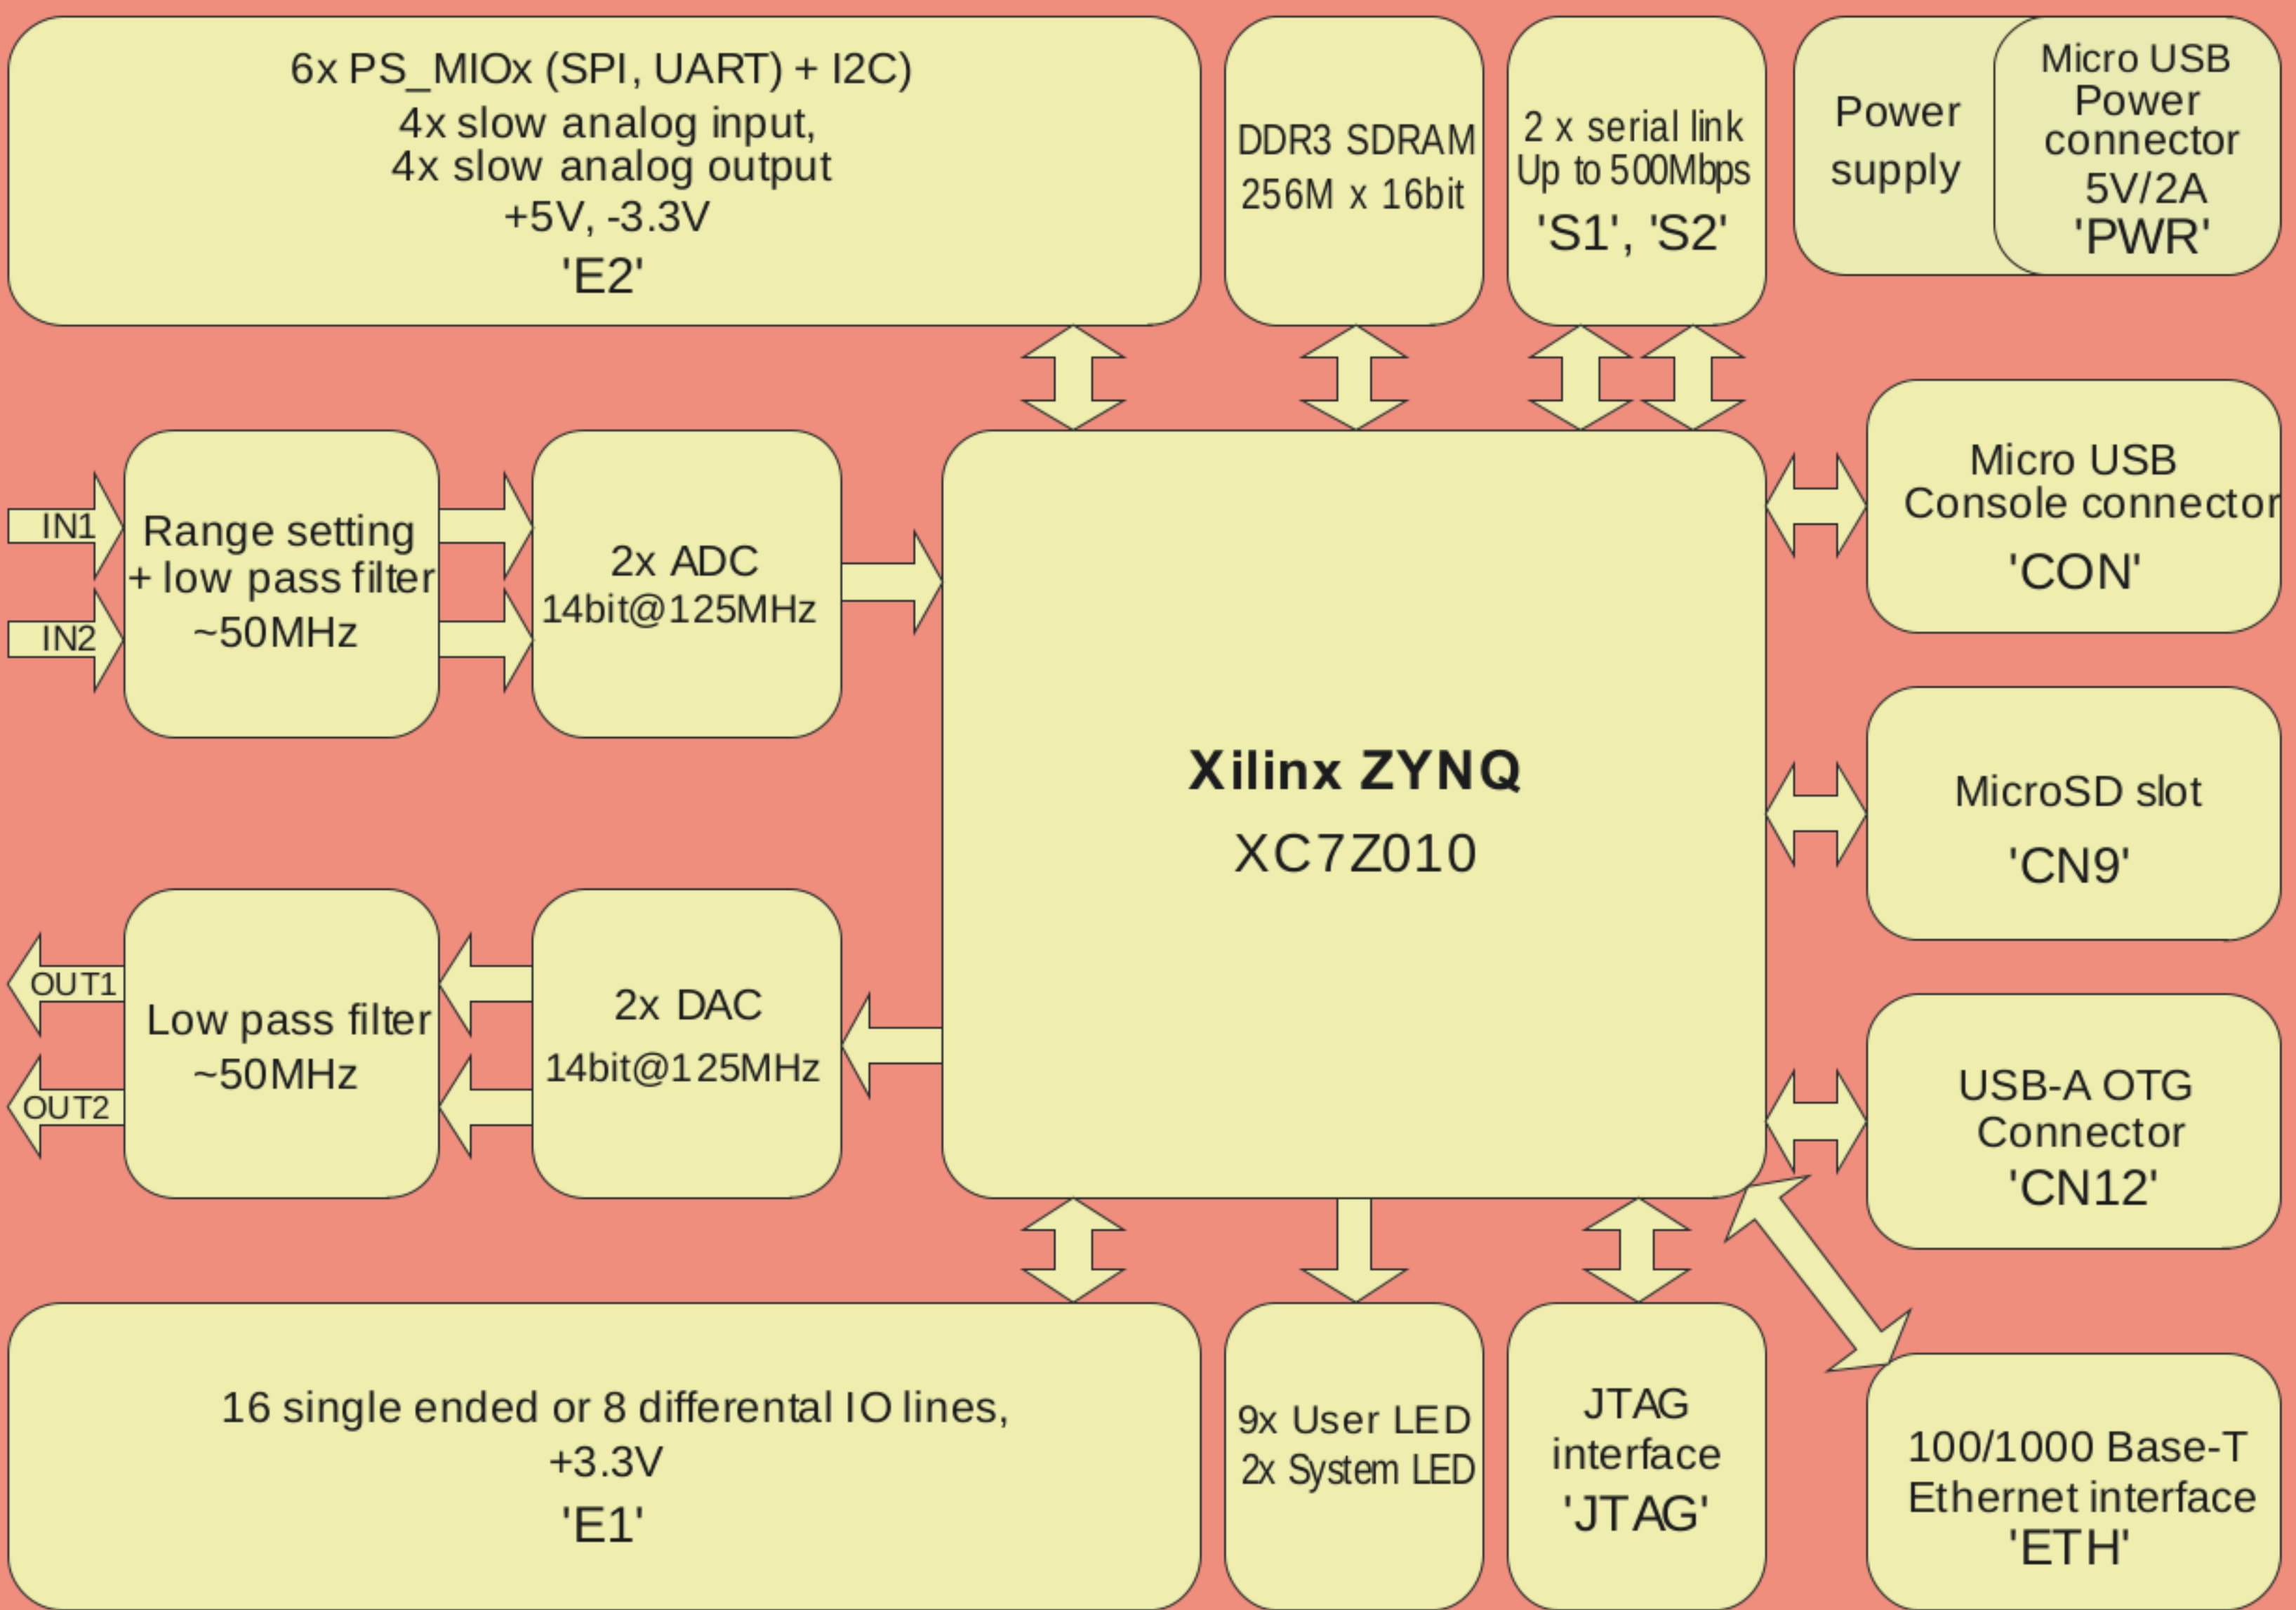 6x PS_MIOx (SPI, UART) + I2C)
4x slow analog input,
4x slow analog output
+5V, -3.3V
'E2'
DDR3 SDRAM
256M x 16bit
2 x serial link
Up to 500Mbps
'S1', 'S2'
Power
supply
Micro USB
Power
connector
5V/2A
'PWR'
IN1
IN2
Range setting
+ low pass filter
~50MHz
2x ADC
14bit@125MHz
Xilinx ZYNQ
XC7Z010
Micro USB
Console connector
'CON'
MicroSD slot
'CN9'
OUT1
OUT2
Low pass filter
~50MHz
2x DAC
14bit@125MHz
USB-A OTG
Connector
'CN12'
16 single ended or 8 differental IO lines,
+3.3V
'E1'
9x User LED
2x System LED
JTAG
interface
'JTAG'
100/1000 Base-T
Ethernet interface
'ETH'